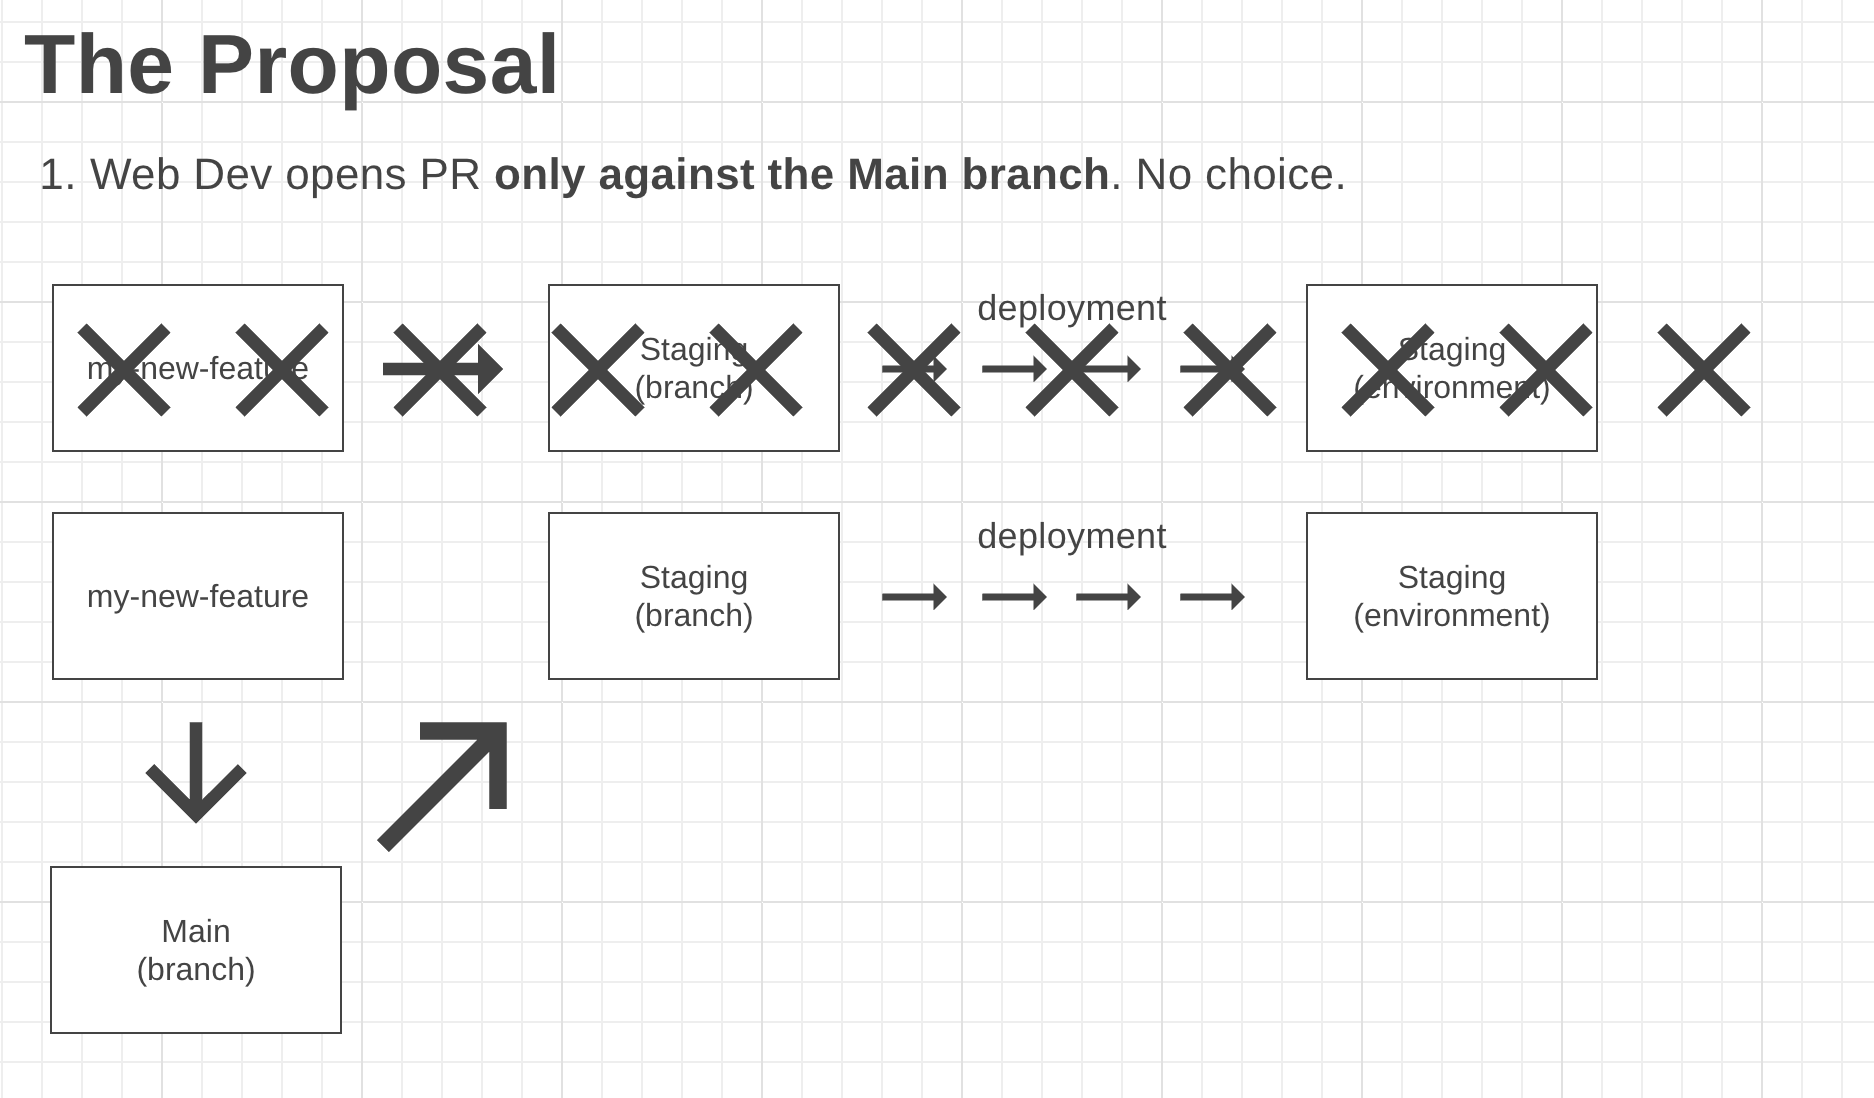 The Proposal
1. Web Dev opens PR only against the Main branch. No choice.
deployment
my-new-feature
Staging
(branch)
Staging
(environment)
deployment
my-new-feature
Staging
(branch)
Staging
(environment)
Main
(branch)